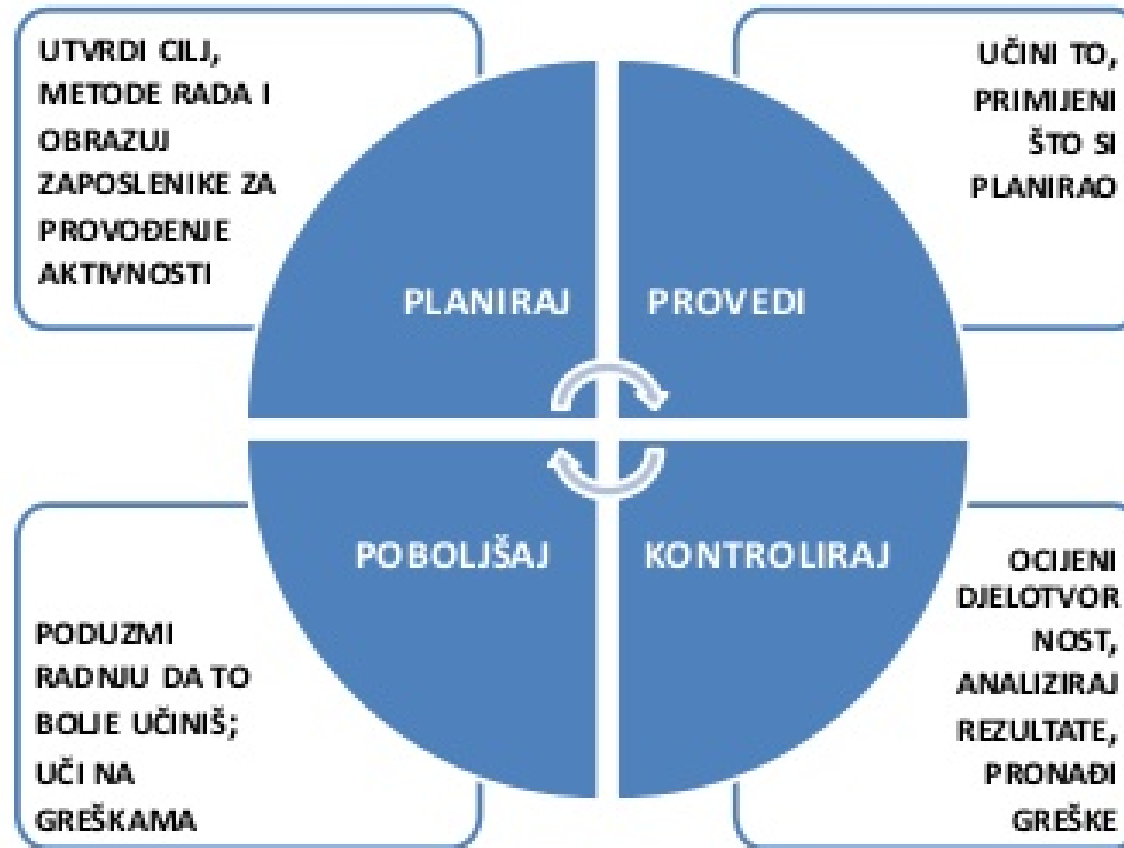 UTVRDI CILJ,
METODE RADA I
OBRAZUJ
ZAPOSLENIKE ZA
PROVOĐENJE
AKTIVNOSTI
UČINI TO,
PRIMIJENI
ŠTO SI
PLANIRAO
PLANIRAJ
PROVEDI
POBOLJŠAJ
KONTROLIRAJ
PODUZMI
RADNJU DA TO
BOLJE UČINIŠ;
UČI NA
GREŠKAMA
OCIJENI
DJELOTVOR
NOST,
ANALIZIRAJ
REZULTATE,
PRONAĐI
GREŠKE